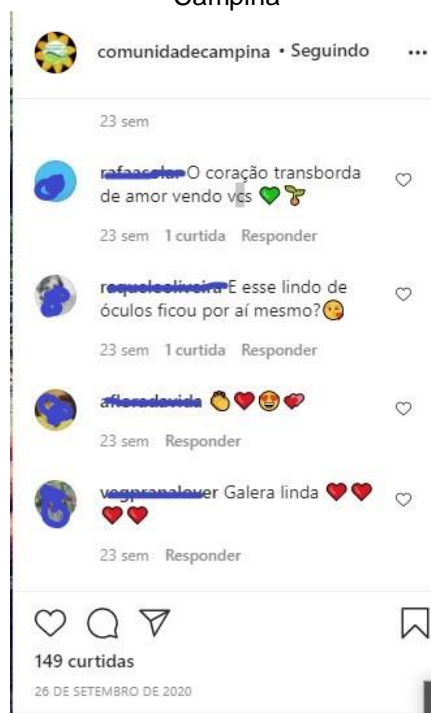 Campina
comunidadecampina • Seguindo ...
23 sem
O coração transborda
de amor vendo vcs 💚🌱
23 sem 1 curtida Responder
E esse lindo de
óculos ficou por aí mesmo?😘
23 sem 1 curtida Responder
👏❤️😍💕
23 sem Responder
Galera linda ❤️❤️
❤️❤️
23 sem Responder
149 curtidas
26 DE SETEMBRO DE 2020